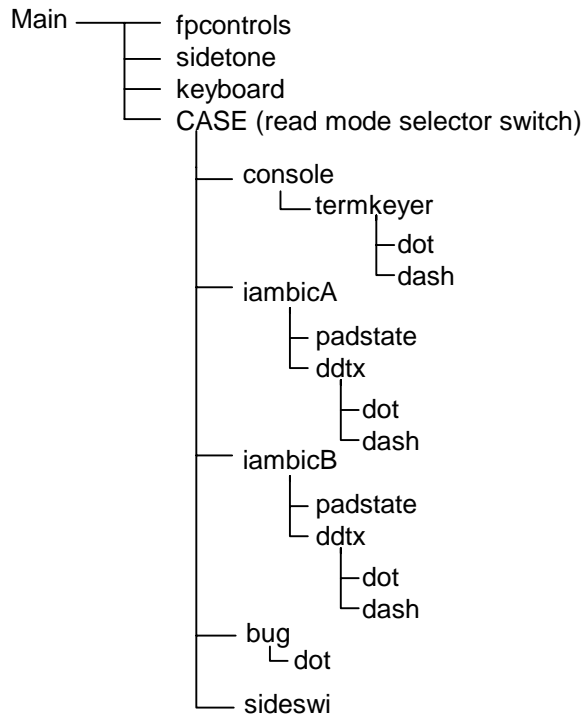 Main
fpcontrols
sidetone
keyboard
CASE (read mode selector switch)
console
termkeyer
dot
dash
iambicA
padstate
ddtx
dot
dash
iambicB
padstate
ddtx
dot
dash
bug
dot
sideswi